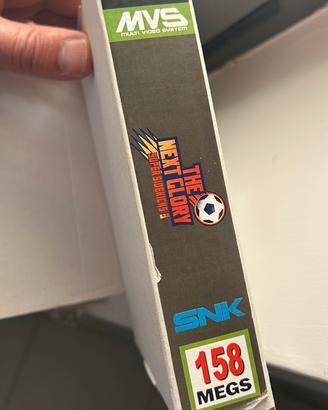 MVS
MULTI VIDEO SYSTEM
THE
NEXT GLORY
SUPER SIDEKICKS 3
SNK
158
MEGS